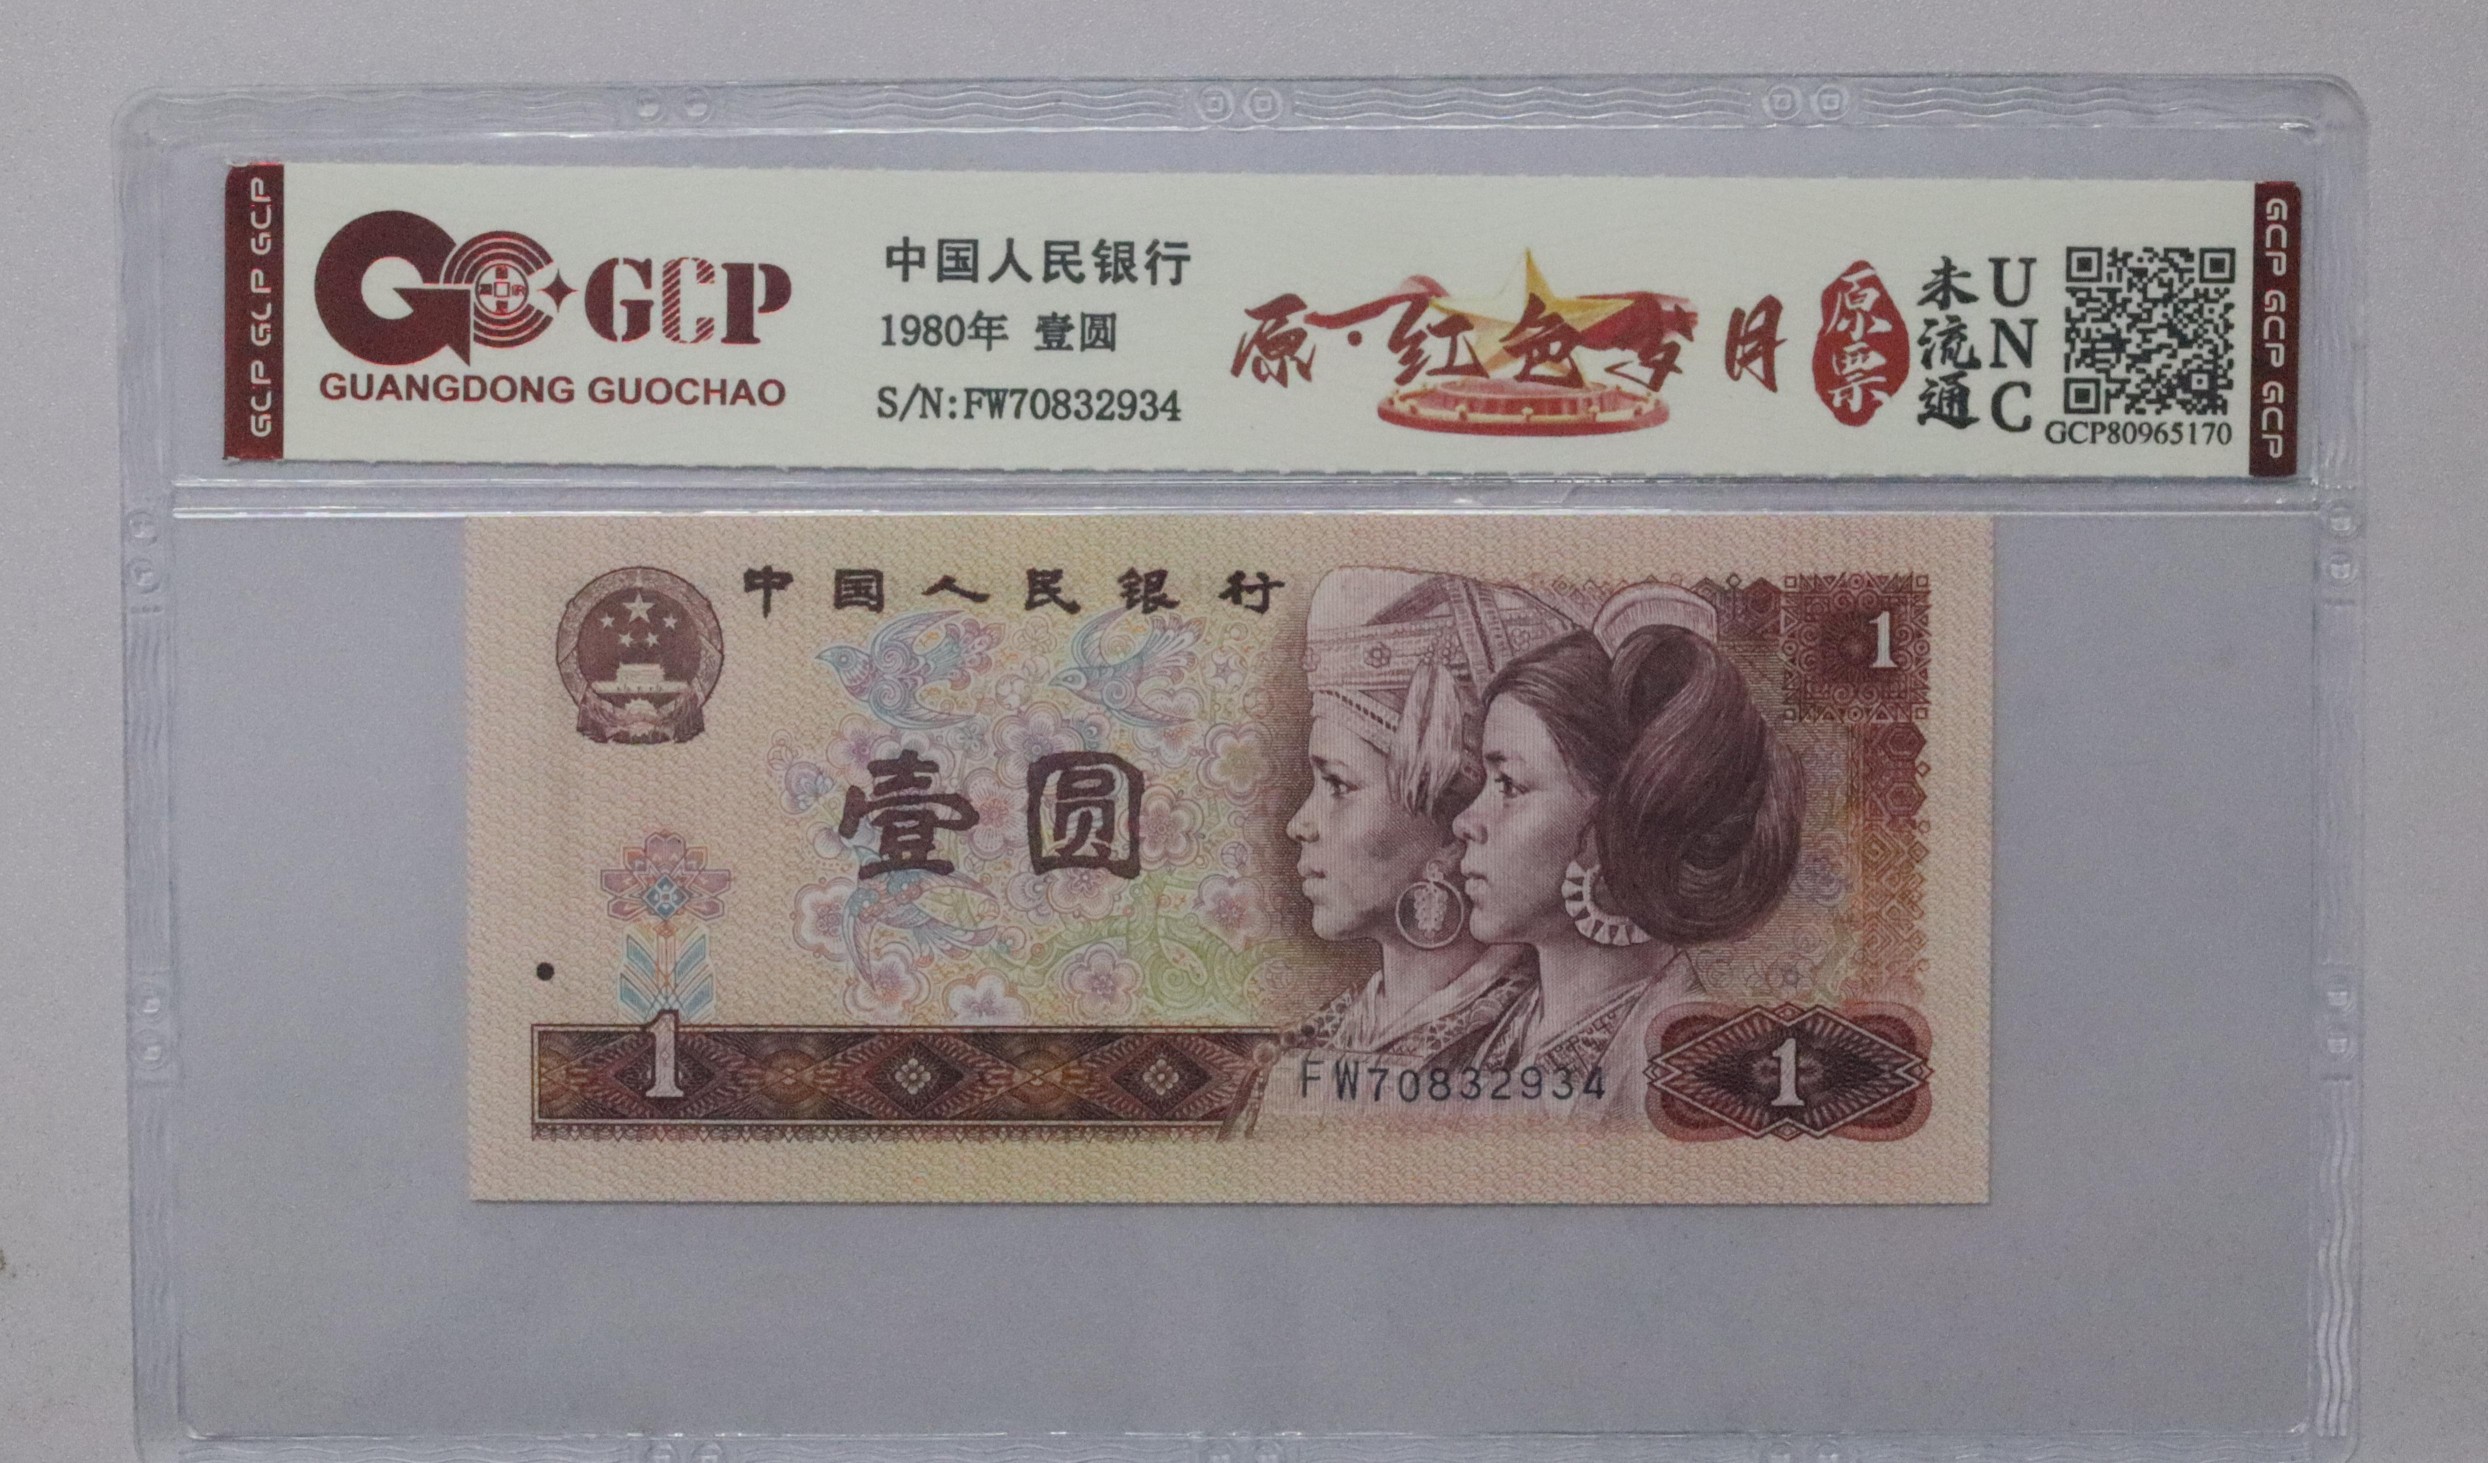 GCP GCP GCP
GCP
GUANGDONG GUOCHAO
中国人民银行
1980年 壹圆
S/N:FW70832934
原·红色岁月
原票
未流通
UNC
GCP80965170
GCP GCP GCP
中国人民银行
1
壹圆
1
FW70832934
1